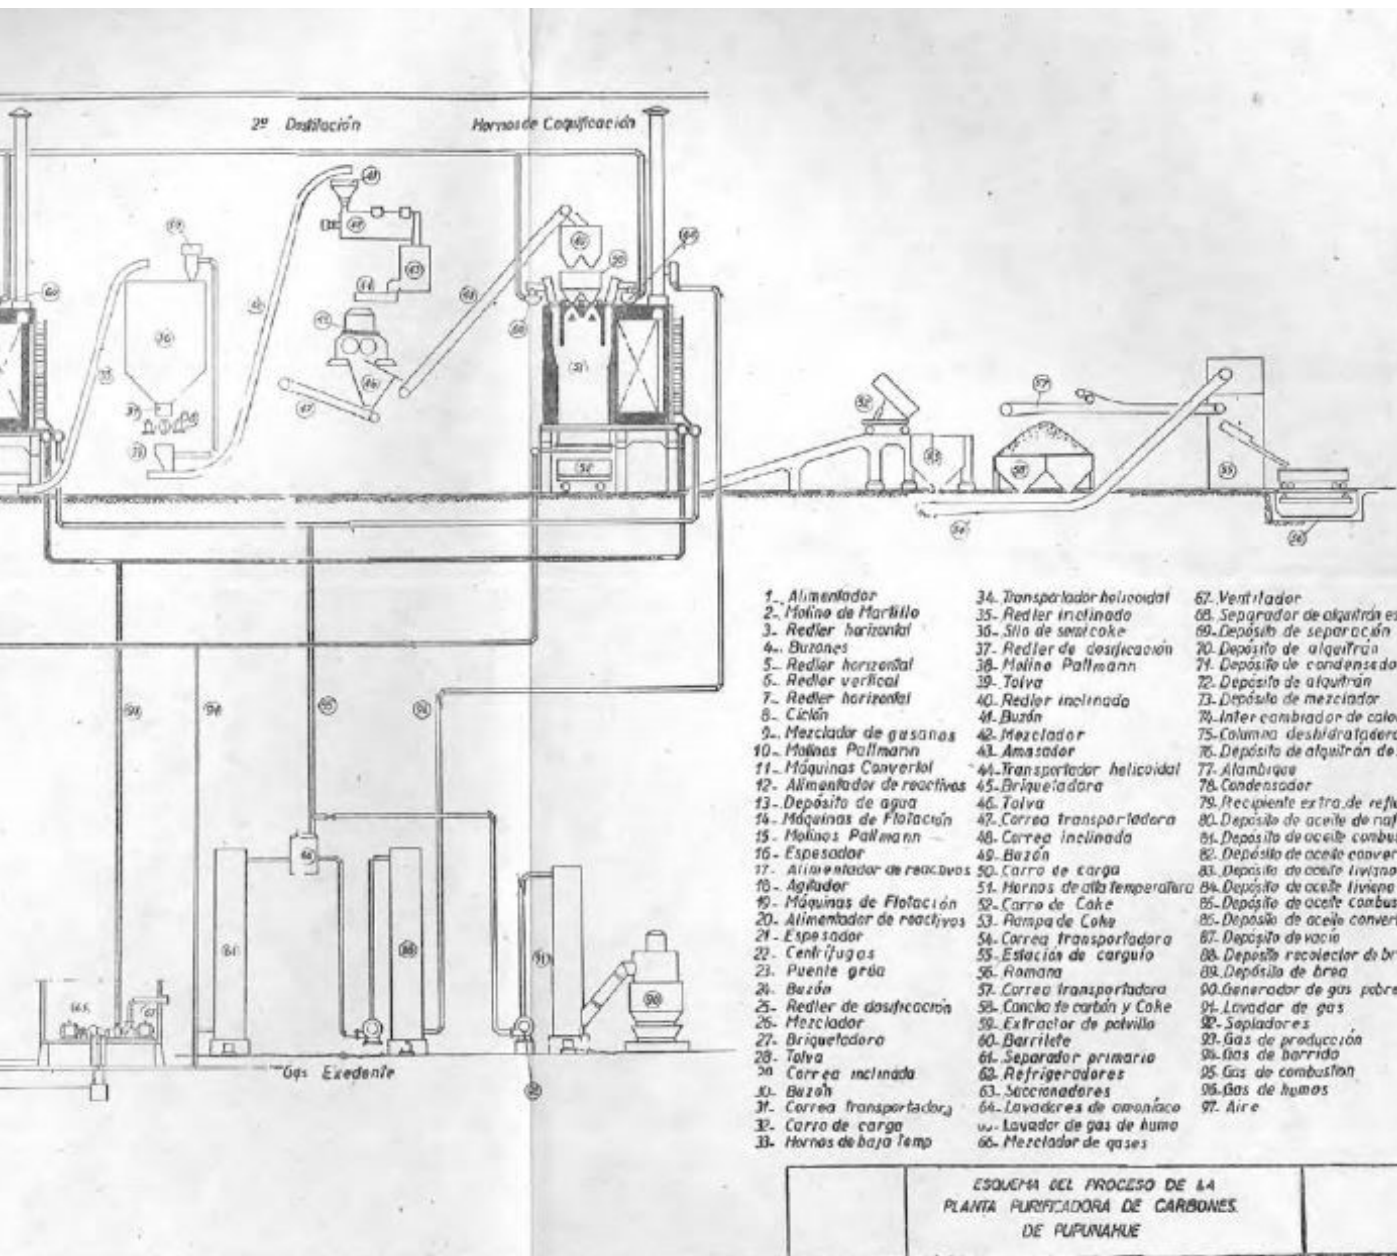 2º Destilación
Hornos de Coquificación
Gas Exedente
1.- Alimentador
2.- Molino de Martillo
3.- Redler horizontal
4.- Buzones
5.- Redler horizontal
6.- Redler vertical
7.- Redler horizontal
8.- Ciclón
9.- Mezclador de gusanos
10.- Molinos Pallmann
11.- Máquinas Convertol
12.- Alimentador de reactivos
13.- Depósito de agua
14.- Máquinas de Flotación
15.- Molinos Pallmann
16.- Espesador
17.- Alimentador de reactivos
18.- Agitador
19.- Máquinas de Flotación
20.- Alimentador de reactivos
21.- Espesador
22.- Centrífugas
23.- Puente grúa
24.- Buzón
25.- Redler de dosificación
26.- Mezclador
27.- Briquetadora
28.- Tolva
29 Correa inclinada
30.- Buzón
31.- Correa transportadora
32.- Carro de carga
33.- Hornos de baja Temp
34.- Transportador helicoidal
35.- Redler inclinado
36.- Silo de semicoke
37.- Redler de dosificación
38.- Molino Pallmann
39.- Tolva
40.- Redler inclinado
41.- Buzón
42.- Mezclador
43.- Amasador
44.- Transportador helicoidal
45.- Briquetadora
46.- Tolva
47.- Correa transportadora
48.- Correa inclinada
49.- Buzón
50.- Carro de carga
51.- Hornos de alta temperatura
52.- Carro de Coke
53.- Rampa de Coke
54.- Correa transportadora
55.- Estación de carguío
56.- Romana
57.- Correa transportadora
58.- Cancha de carbón y Coke
59.- Extractor de polvillo
60.- Barrilete
61.- Separador primario
62.- Refrigeradores
63.- Succionadores
64.- Lavadores de amoníaco
Lavador de gas de humo
66.- Mezclador de gases
67.- Ventilador
68.- Separador de alquitrán es
69.- Depósito de separación
70.- Depósito de alquitrán
71.- Depósito de condensado
72.- Depósito de alquitrán
73.- Depósito de mezclador
74.- Inter cambiador de calo
75.- Columna deshidratadora
76.- Depósito de alquitrán de
77.- Alambique
78.- Condensador
79.- Recipiente extra. de refl
80.- Depósito de aceite de naf
81.- Depósito de aceite combu
82.- Depósito de aceite conver
83.- Depósito de aceite liviano
84.- Depósito de aceite liviano
85.- Depósito de aceite combus
86.- Depósito de aceite conver
87.- Depósito de vacío
88.- Depósito recolector de br
89.- Depósito de brea
90.- Generador de gas pobre
91.- Lavador de gas
92.- Sopladores
93.- Gas de producción
94.- Gas de barrido
95.- Gas de combustion
96.- Gas de humos
97.- Aire
ESQUEMA DEL PROCESO DE LA
PLANTA PURIFICADORA DE CARBONES
DE PUPUNAHUE